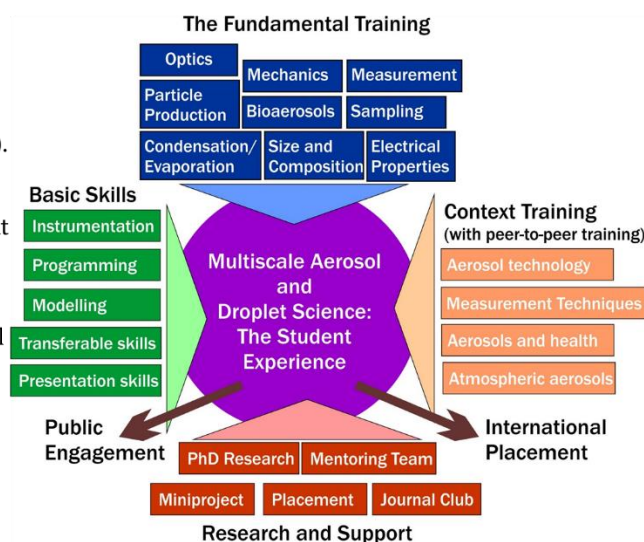 The Fundamental Training
Optics
Mechanics
Measurement
Particle
Production
Bioaerosols
Sampling
Condensation/
Evaporation
Size and
Composition
Electrical
Properties
).
Basic Skills
t
Instrumentation
Programming
Modelling
d
Transferable skills
Presentation skills
Multiscale Aerosol
and
Droplet Science:
The Student
Experience
Context Training
(with peer-to-peer training)
Aerosol technology
Measurement Techniques
Aerosols and health
Atmospheric aerosols
Public
Engagement
International
Placement
PhD Research
Mentoring Team
Miniproject
Placement
Journal Club
Research and Support